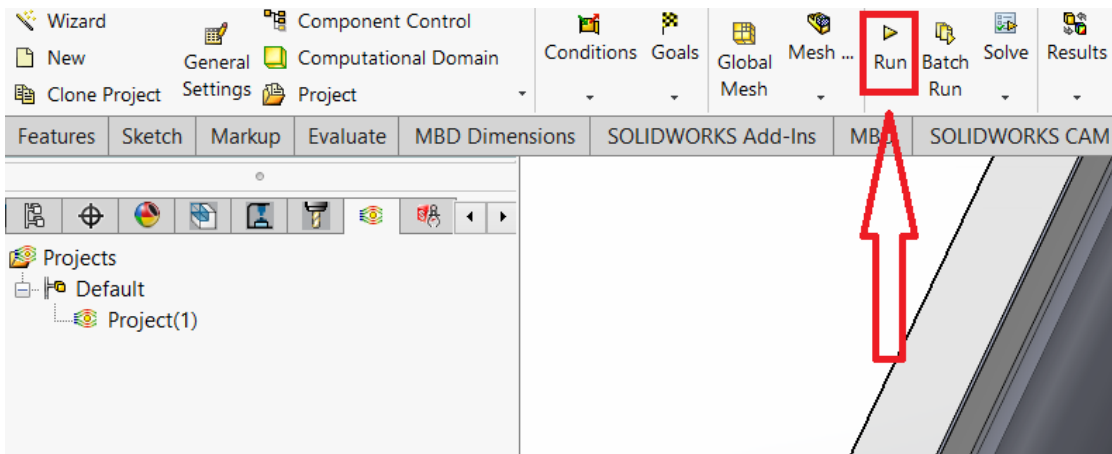 Wizard
New
Clone Project
General
Settings
Component Control
Computational Domain
Project
Conditions
Goals
Global
Mesh
Mesh ...
Run
Batch
Run
Solve
Results
Features Sketch Markup Evaluate MBD Dimensions SOLIDWORKS Add-Ins SOLIDWORKS CAM
Projects
Default
Project(1)